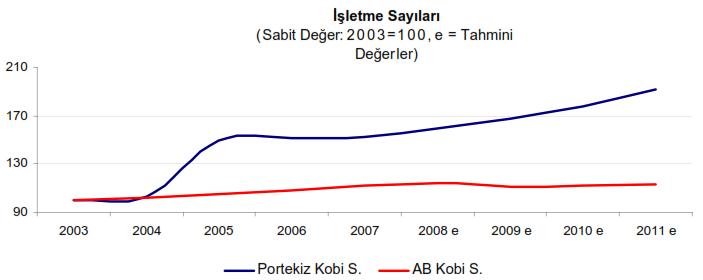 İşletme Sayıları
(Sabit Değer: 2003=100, e = Tahmini
Değerler)
210
170
130
90
2003 2004 2005 2006 2007 2008 e 2009 e 2010 e 2011 e
Portekiz Kobi S. AB Kobi S.